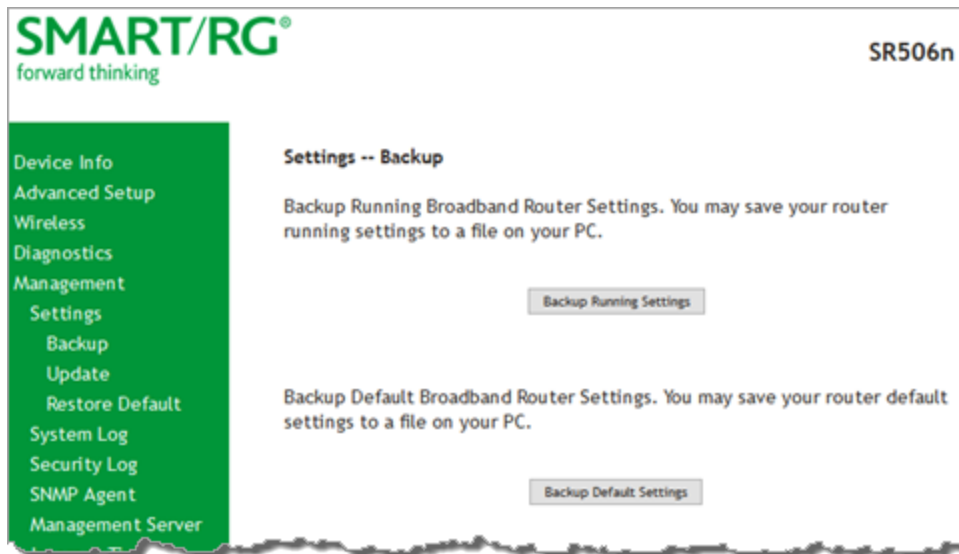 SMART/RG®
forward thinking
SR506n
Device Info
Advanced Setup
Wireless
Diagnostics
Management
Settings
Backup
Update
Restore Default
System Log
Security Log
SNMP Agent
Management Server
Settings -- Backup
Backup Running Broadband Router Settings. You may save your router
running settings to a file on your PC.
Backup Running Settings
Backup Default Broadband Router Settings. You may save your router default
settings to a file on your PC.
Backup Default Settings